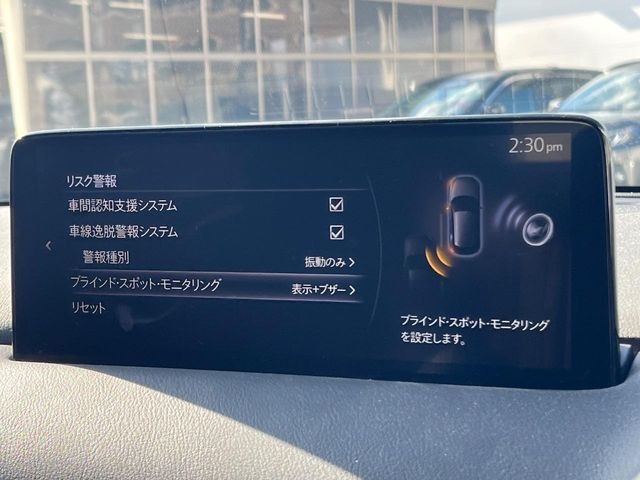 2:30pm
リスク警報
車間認知支援システム
車線逸脱警報システム
警報種別 振動のみ
ブラインド・スポット・モニタリング 表示+ブザー
リセット
ブラインド・スポット・モニタリング
を設定します。